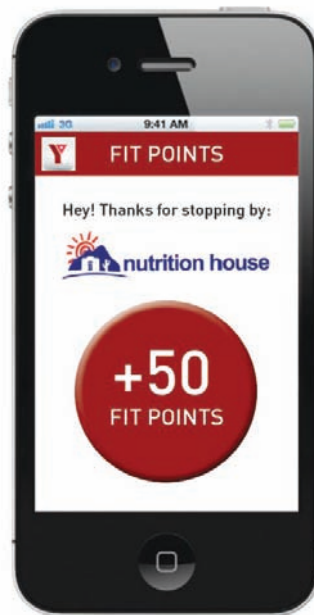 3G 9:41 AM
Y FIT POINTS
Hey! Thanks for stopping by:
nutrition house
+50
FIT POINTS